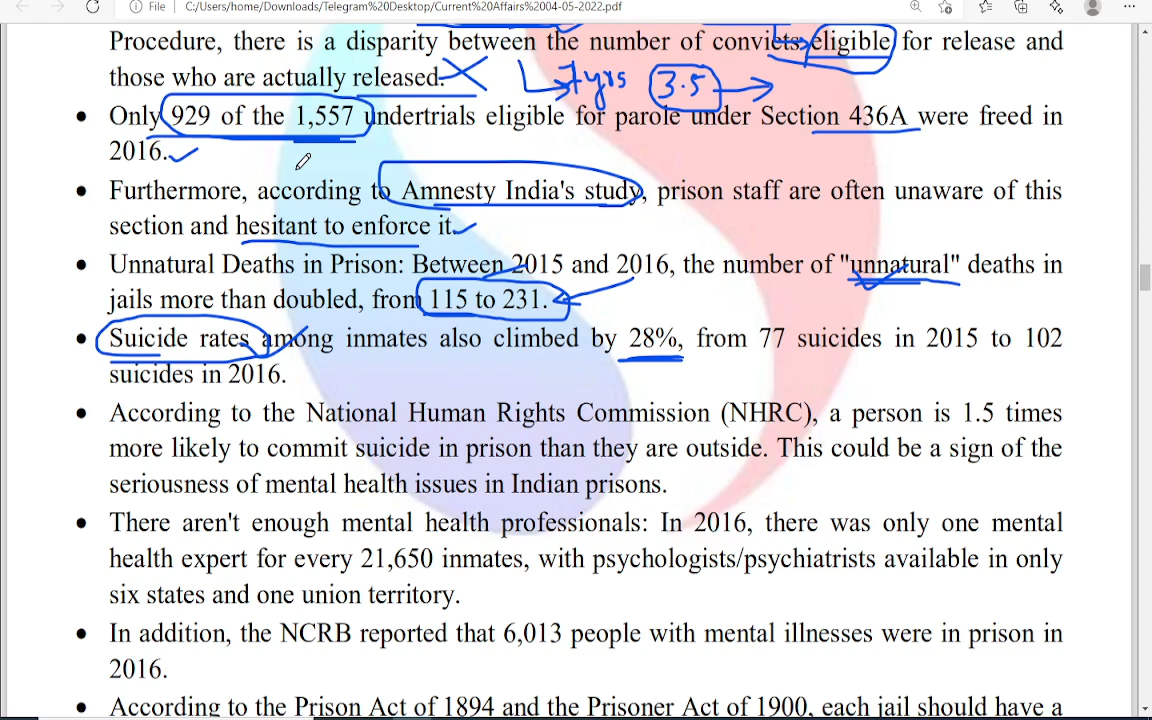 File C:/Users/home/Downloads/Telegram%20Desktop/Current%20Affairs%2004-05-2022.pdf
Procedure, there is a disparity between the number of convicts eligible for release and
those who are actually released.
7yrs 3.5
• Only 929 of the 1,557 undertrials eligible for parole under Section 436A were freed in
2016.
• Furthermore, according to Amnesty India's study, prison staff are often unaware of this
section and hesitant to enforce it.
• Unnatural Deaths in Prison: Between 2015 and 2016, the number of "unnatural" deaths in
jails more than doubled, from 115 to 231.
• Suicide rates among inmates also climbed by 28%, from 77 suicides in 2015 to 102
suicides in 2016.
• According to the National Human Rights Commission (NHRC), a person is 1.5 times
more likely to commit suicide in prison than they are outside. This could be a sign of the
seriousness of mental health issues in Indian prisons.
• There aren't enough mental health professionals: In 2016, there was only one mental
health expert for every 21,650 inmates, with psychologists/psychiatrists available in only
six states and one union territory.
• In addition, the NCRB reported that 6,013 people with mental illnesses were in prison in
2016.
• According to the Prison Act of 1894 and the Prisoner Act of 1900, each jail should have a